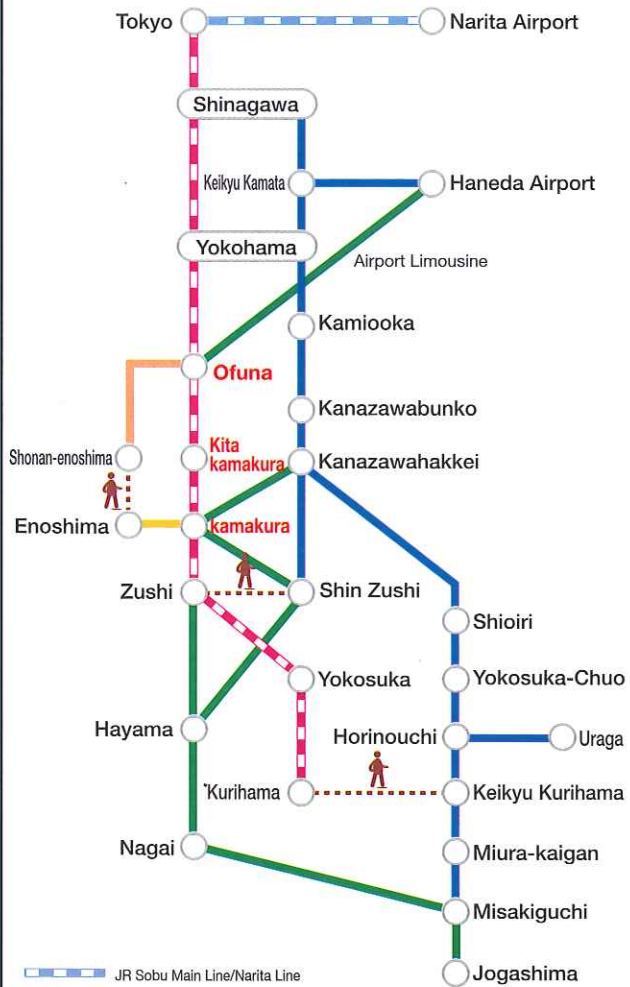 Tokyo
Narita Airport
Shinagawa
Keikyu Kamata
Haneda Airport
Yokohama
Airport Limousine
Kamiooka
Ofuna
Kanazawabunko
Shonan-enoshima
Kita
kamakura
Kanazawahakkei
Enoshima
kamakura
Zushi
Shin Zushi
Shioiri
Yokosuka
Yokosuka-Chuo
Hayama
Horinouchi
Uraga
*Kurihama
Keikyu Kurihama
Nagai
Miura-kaigan
Misakiguchi
JR Sobu Main Line/Narita Line
Jogashima